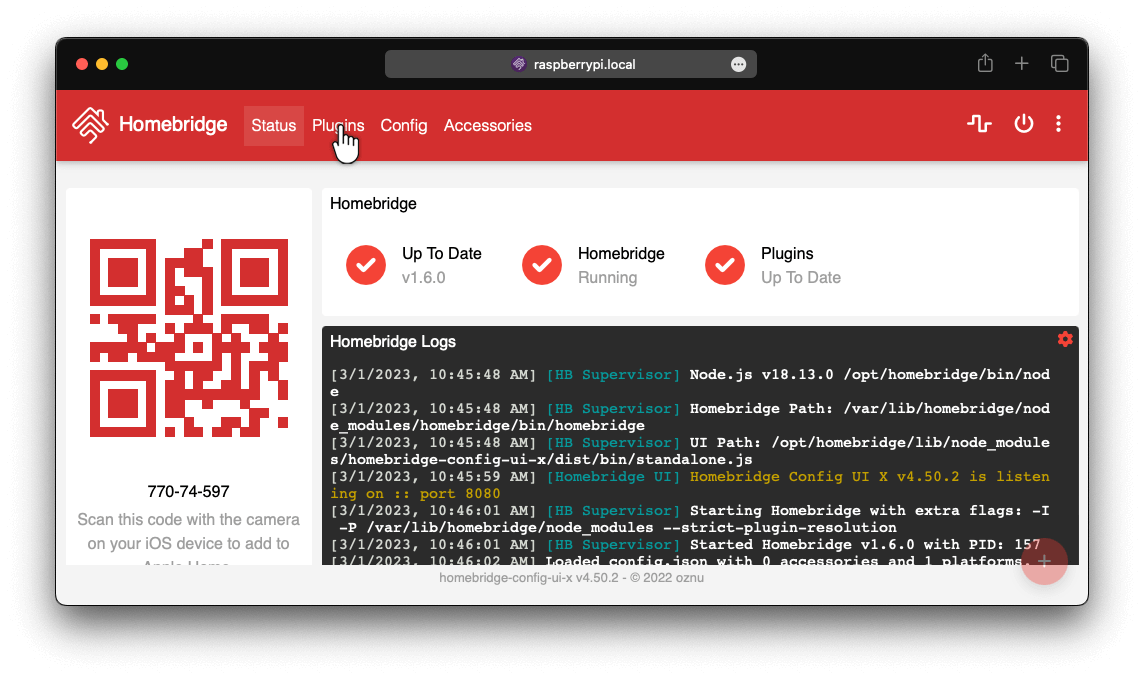 raspberrypi.local
Homebridge Status Plugins Config Accessories
770-74-597
Scan this code with the camera
on your iOS device to add to
Apple Home
Homebridge
Up To Date
v1.6.0
Homebridge
Running
Plugins
Up To Date
Homebridge Logs
[3/1/2023, 10:45:48 AM] [HB Supervisor] Node.js v18.13.0 /opt/homebridge/bin/nod
e
[3/1/2023, 10:45:48 AM] [HB Supervisor] Homebridge Path: /var/lib/homebridge/nod
e_modules/homebridge/bin/homebridge
[3/1/2023, 10:45:48 AM] [HB Supervisor] UI Path: /opt/homebridge/lib/node_module
s/homebridge-config-ui-x/dist/bin/standalone.js
[3/1/2023, 10:45:59 AM] [Homebridge UI] Homebridge Config UI X v4.50.2 is listen
ing on :: port 8080
[3/1/2023, 10:46:01 AM] [HB Supervisor] Starting Homebridge with extra flags: -I
-P /var/lib/homebridge/node_modules --strict-plugin-resolution
[3/1/2023, 10:46:01 AM] [HB Supervisor] Started Homebridge v1.6.0 with PID: 157
[3/1/2023, 10:46:02 AM] Loaded config.json with 0 accessories and 1 platforms.
homebridge-config-ui-x v4.50.2 - © 2022 oznu